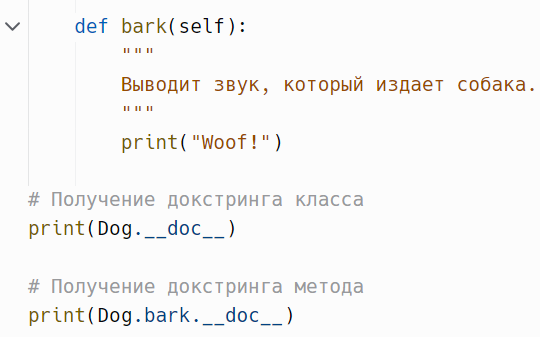 def bark(self):
"""
Выводит звук, который издает собака.
"""
print("Woof!")
# Получение докстринга класса
print(Dog.__doc__)
# Получение докстринга метода
print(Dog.bark.__doc__)